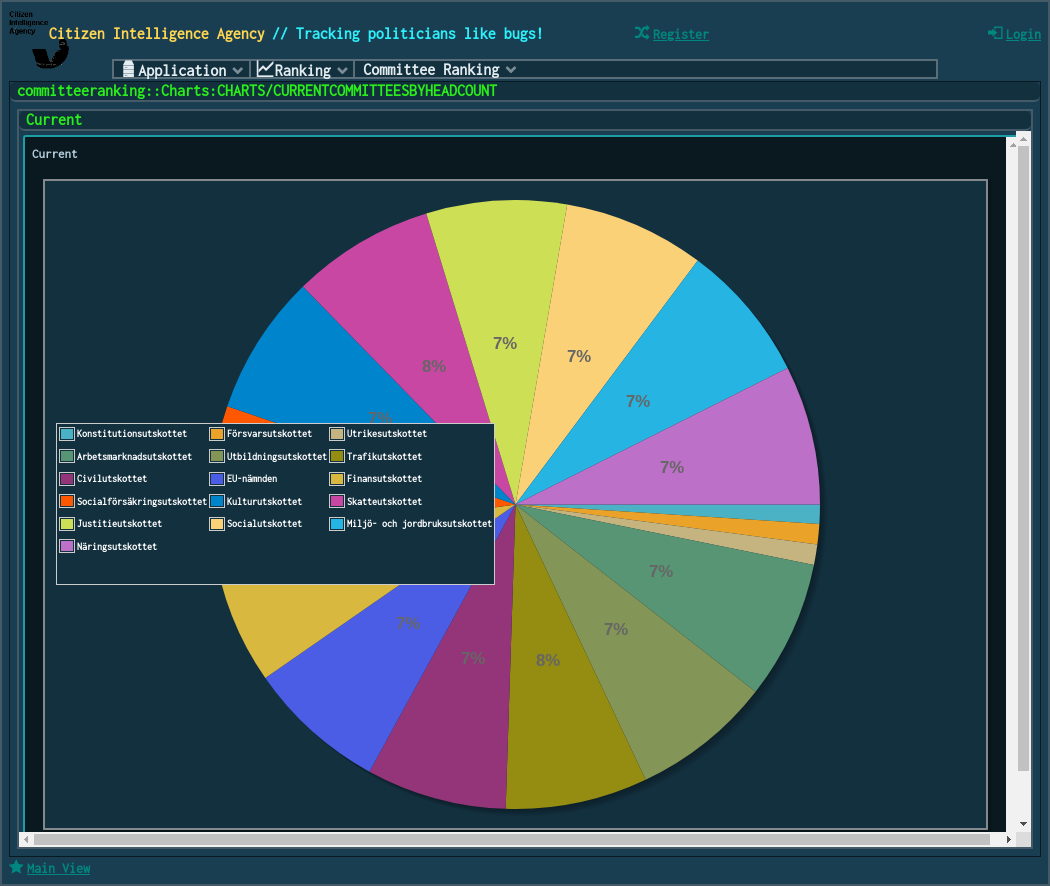 Citizen
Intelligence
Agency
Citizen Intelligence Agency // Tracking politicians like bugs!
Register
Login
Application
Ranking
Committee Ranking
committeeranking::Charts:CHARTS/CURRENTCOMMITTEESBYHEADCOUNT
Current
Current
7%
7%
8%
7%
7%
7%
Konstitutionsutskottet Försvarsutskottet Utrikesutskottet
Arbetsmarknadsutskottet Utbildningsutskottet Trafikutskottet
Civilutskottet EU-nämnden Finansutskottet
Socialförsäkringsutskottet Kulturutskottet Skatteutskottet
Justitieutskottet Socialutskottet Miljö- och jordbruksutskottet
Näringsutskottet
7%
7%
7%
7%
8%
Main View